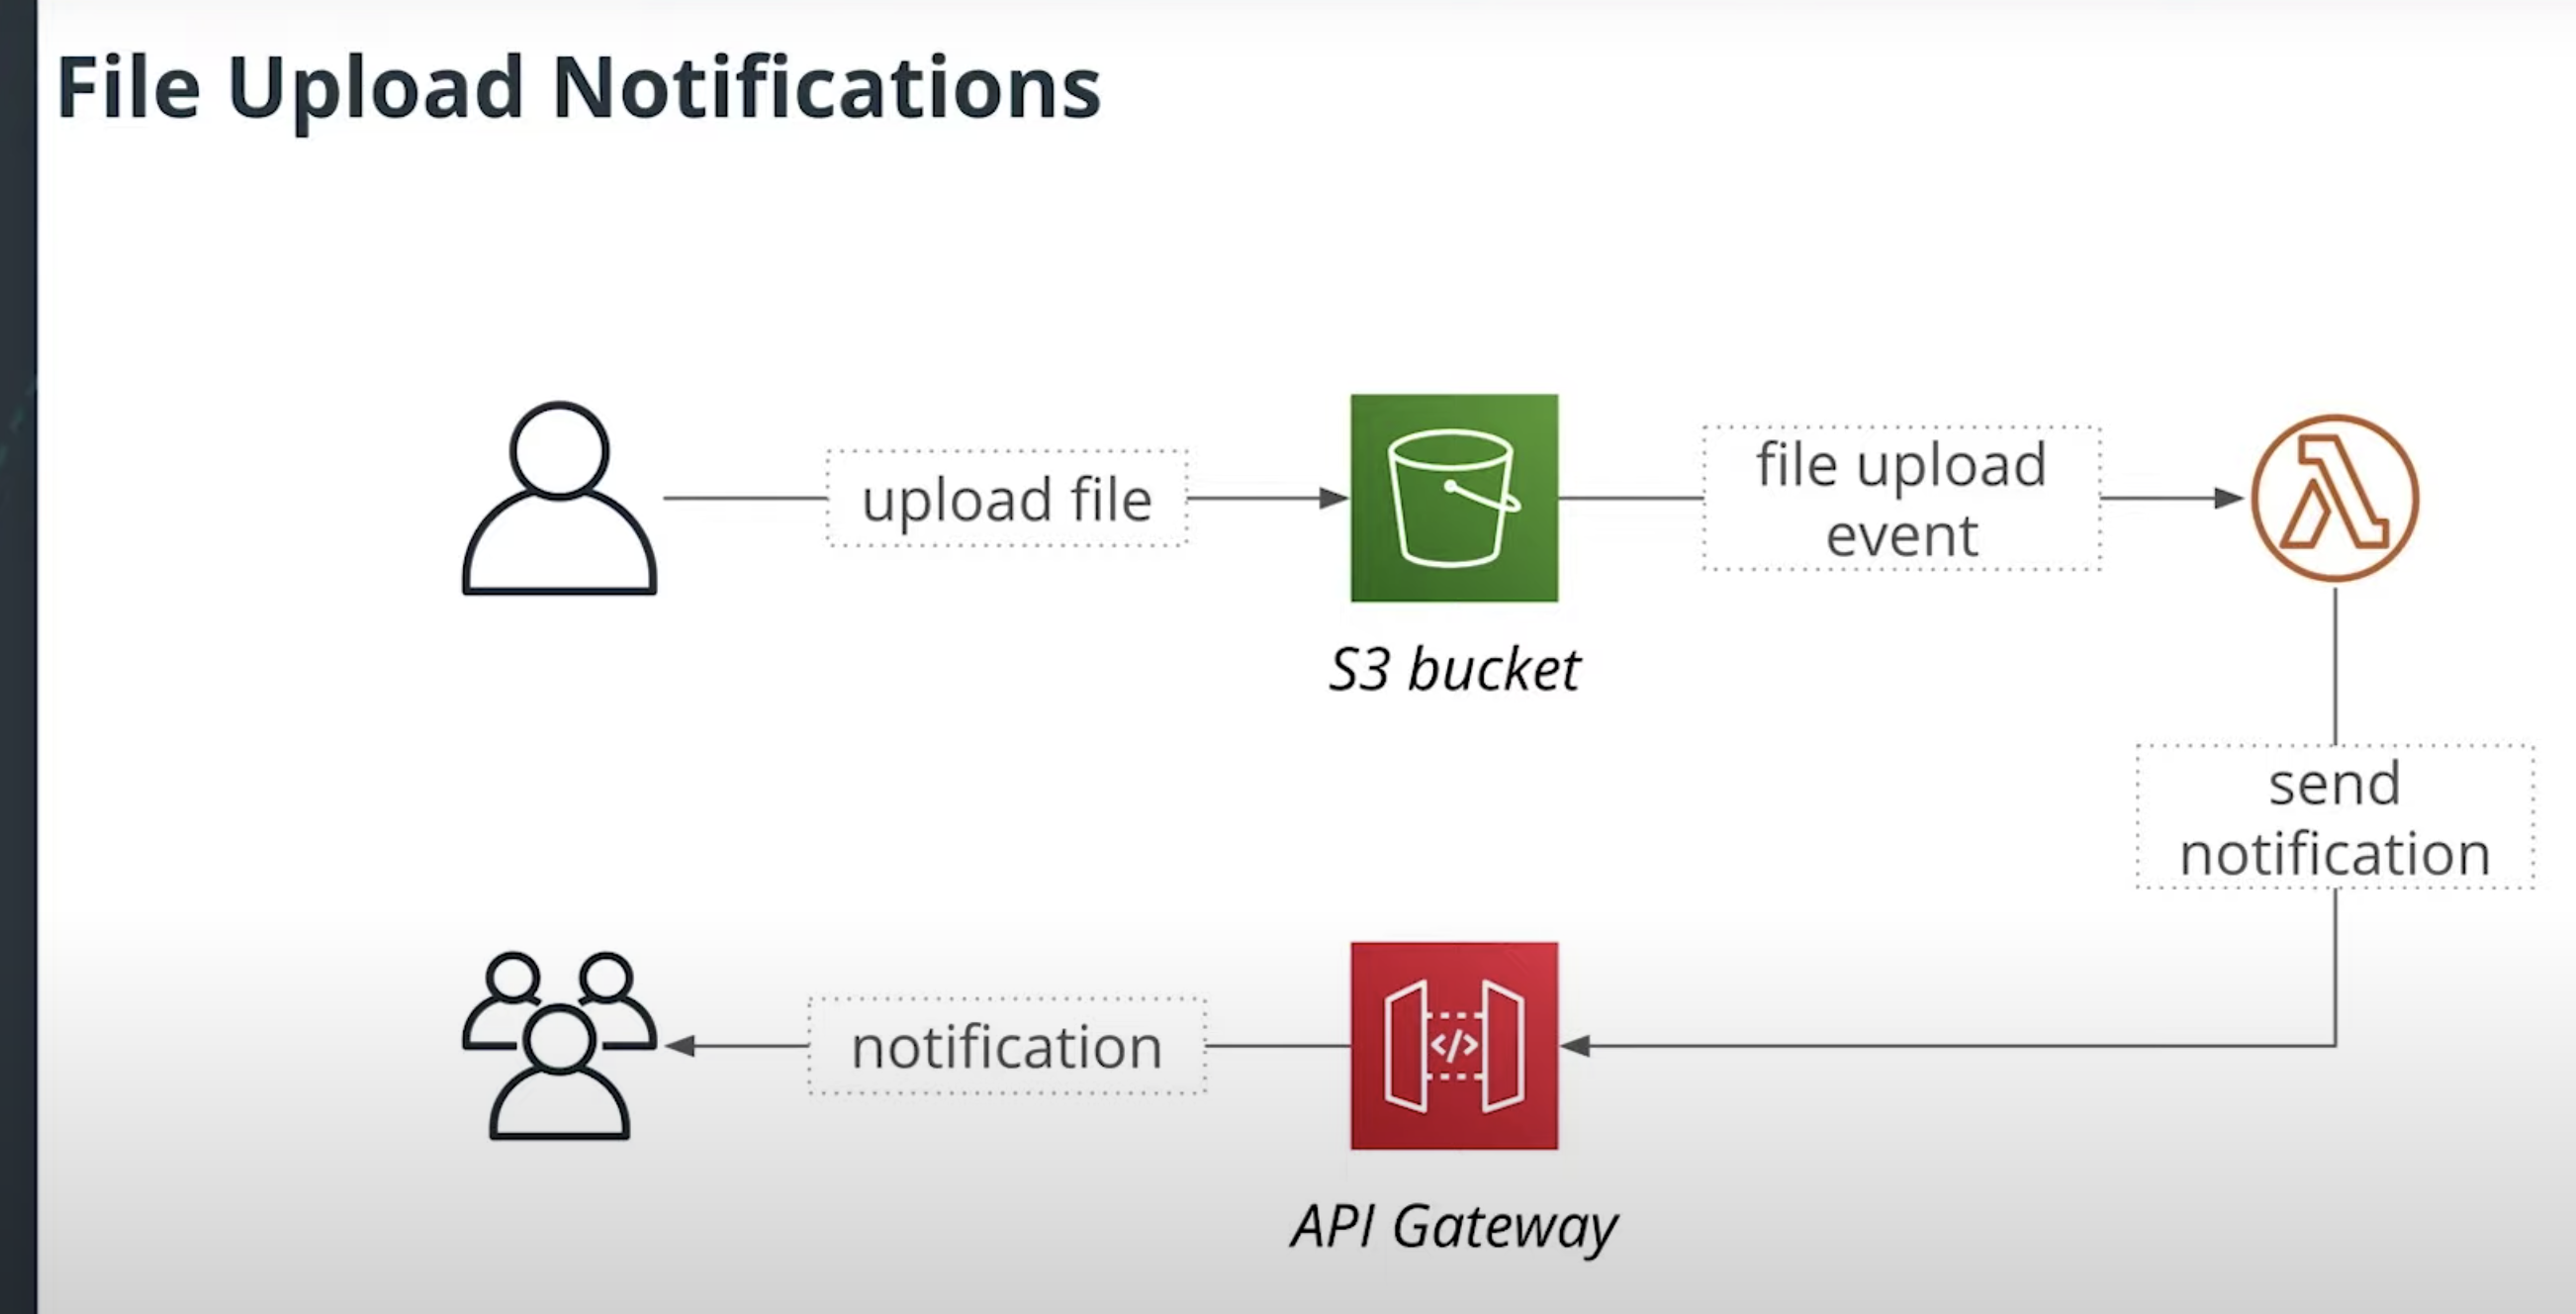 File Upload Notifications
upload file
file upload
event
S3 bucket
send
notification
notification
</>
API Gateway